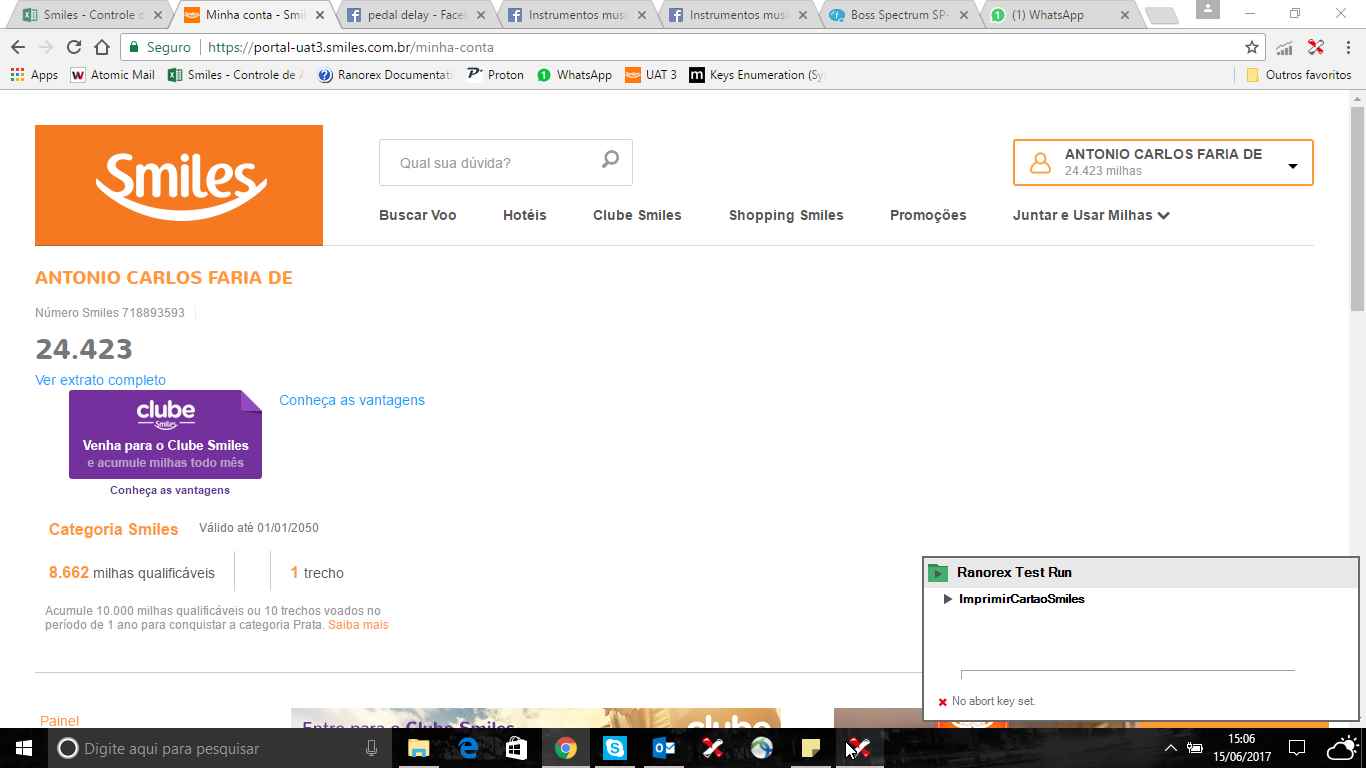 Smiles - Controle d
Minha conta - Smi
pedal delay - Face
Instrumentos mus
Instrumentos mus
Boss Spectrum SP-
(1) WhatsApp
Seguro
https://portal-uat3.smiles.com.br/minha-conta
Apps
Atomic Mail
Smiles - Controle de A
Ranorex Documentati
Proton
WhatsApp
UAT 3
Keys Enumeration (Sy
Outros favoritos
Smiles
Qual sua dúvida?
ANTONIO CARLOS FARIA DE
24.423 milhas
Buscar Voo
Hotéis
Clube Smiles
Shopping Smiles
Promoções
Juntar e Usar Milhas
ANTONIO CARLOS FARIA DE
Número Smiles 718893593
24.423
Ver extrato completo
clube
Smiles
Venha para o Clube Smiles
e acumule milhas todo mês
Conheça as vantagens
Conheça as vantagens
Categoria Smiles
Válido até 01/01/2050
8.662 milhas qualificáveis
1 trecho
Acumule 10.000 milhas qualificáveis ou 10 trechos voados no
período de 1 ano para conquistar a categoria Prata. Saiba mais
Ranorex Test Run
ImprimirCartaoSmiles
No abort key set.
Painel
Entre para o Clube Smiles
clube
Digite aqui para pesquisar
15:06
15/06/2017